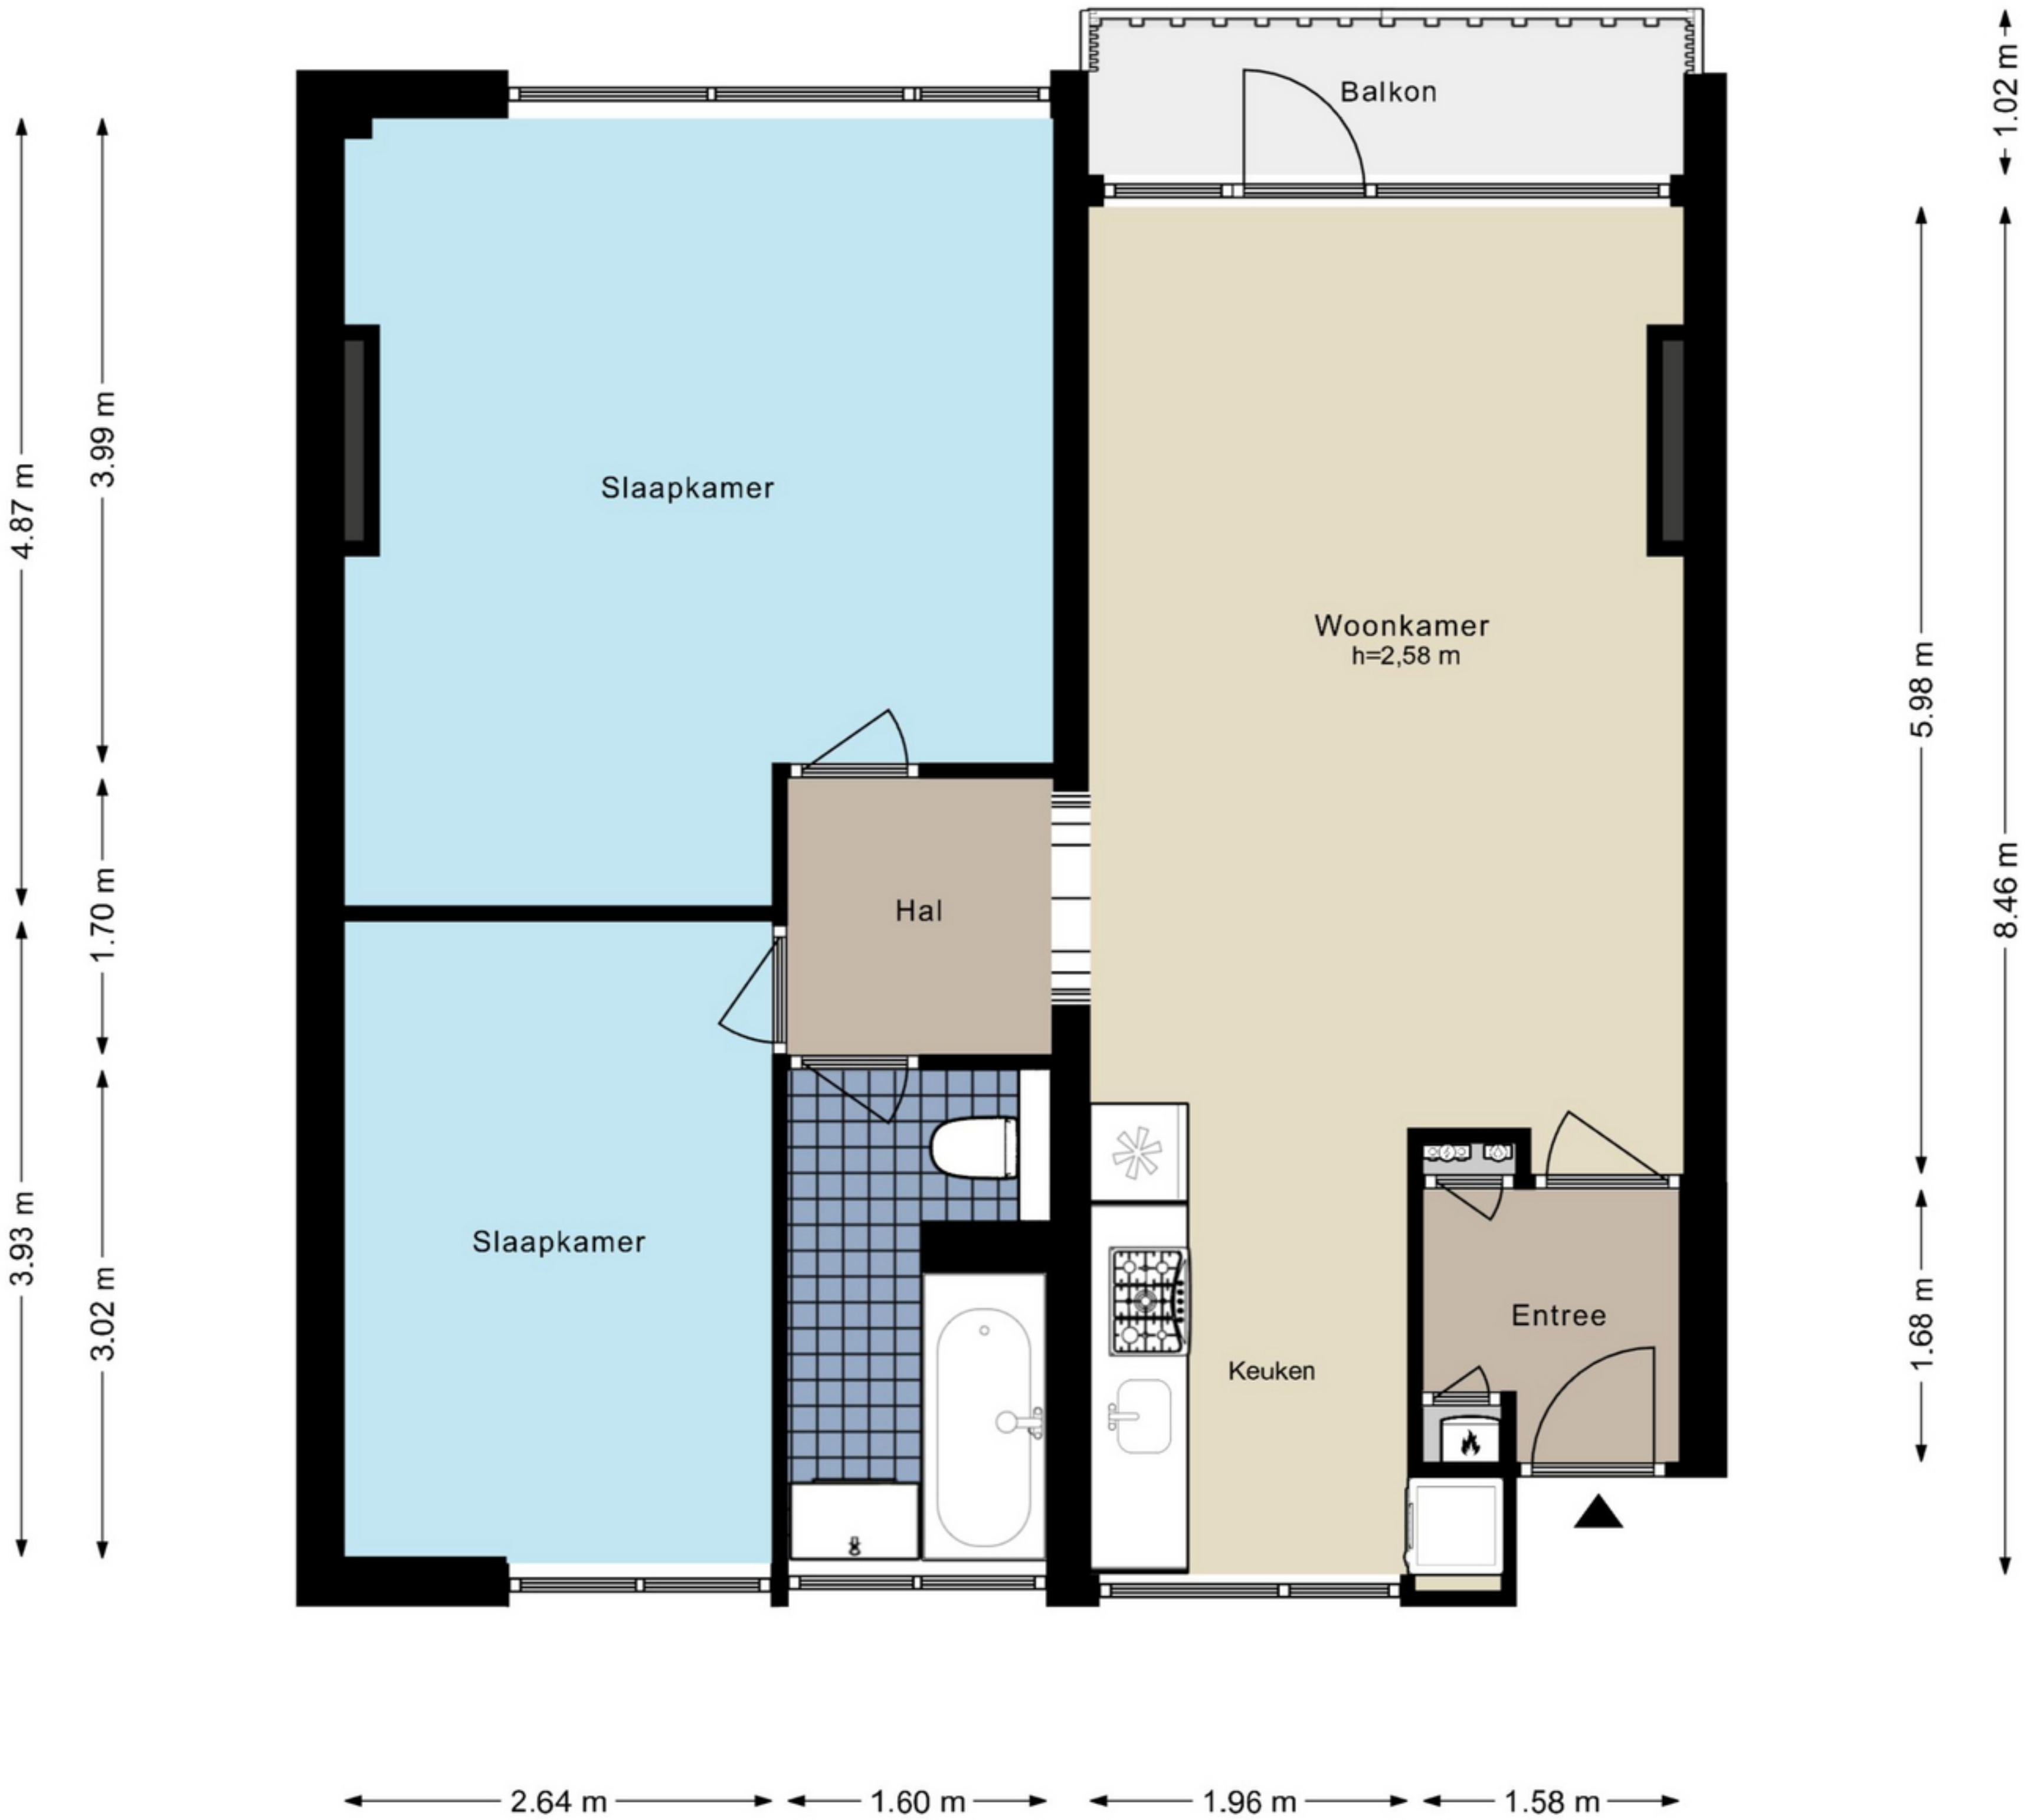 Balkon
1.02 m
Slaapkamer
3.99 m
4.87 m
Woonkamer
h=2,58 m
5.98 m
8.46 m
Hal
1.70 m
Slaapkamer
3.93 m
3.02 m
Keuken
Entree
1.68 m
2.64 m
1.60 m
1.96 m
1.58 m